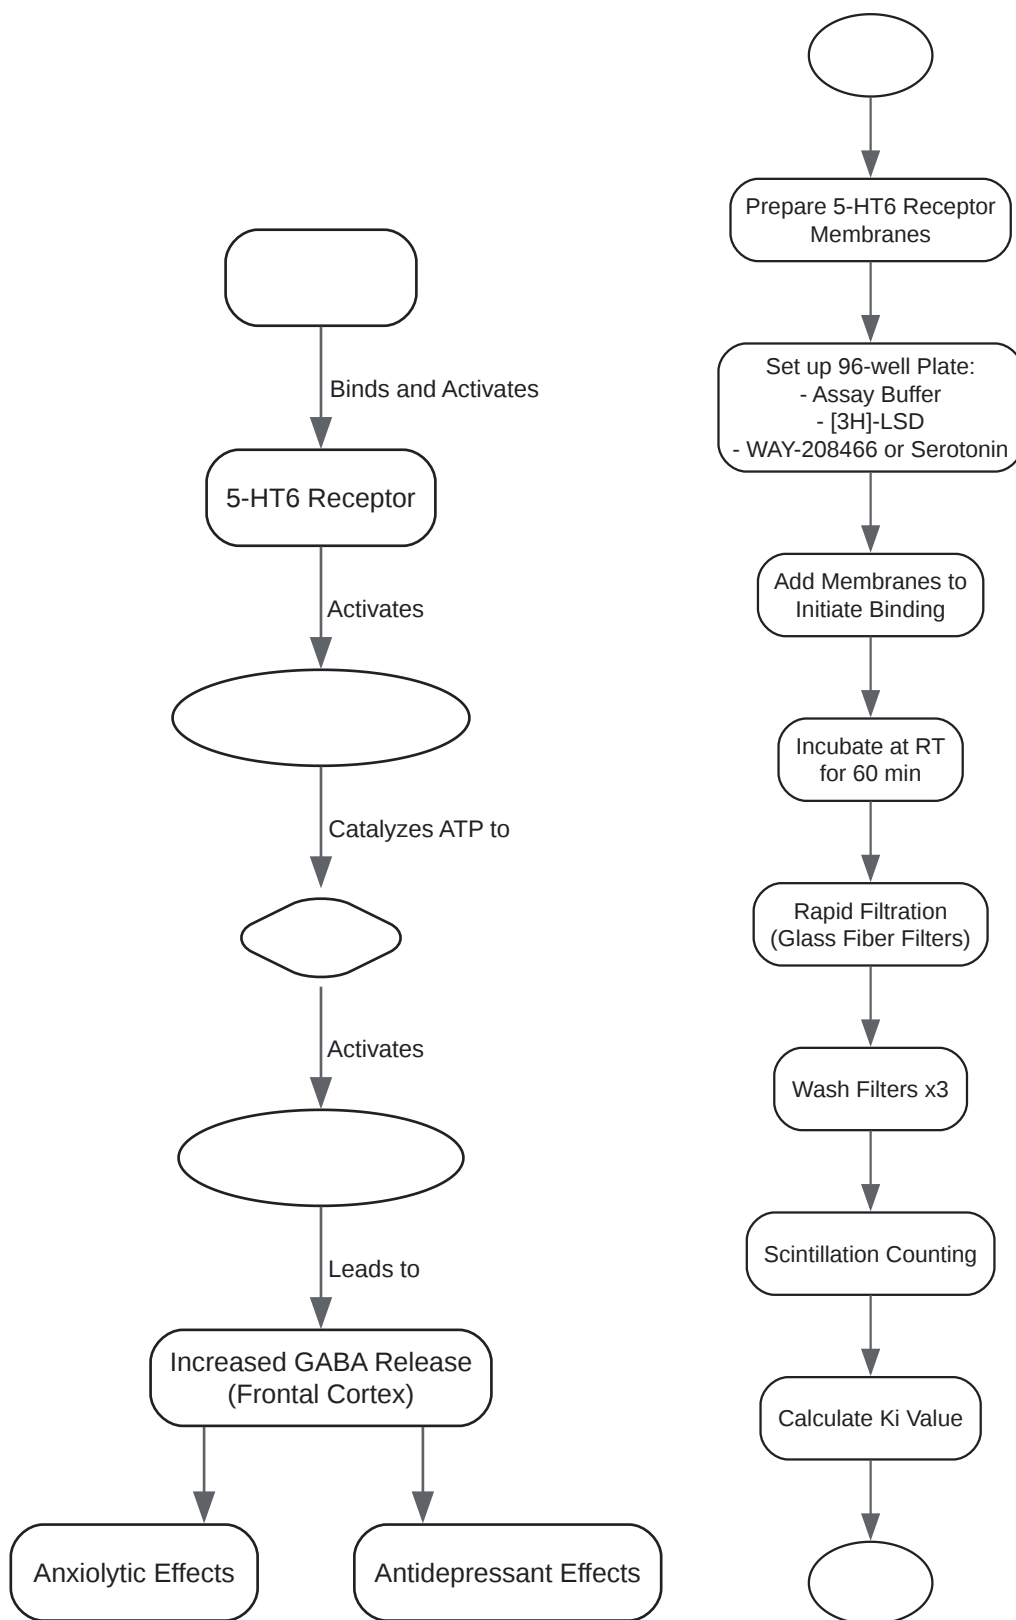 Binds and Activates
5-HT6 Receptor
Activates
Catalyzes ATP to
Activates
Leads to
Increased GABA Release
(Frontal Cortex)
Anxiolytic Effects
Antidepressant Effects
Prepare 5-HT6 Receptor
Membranes
Set up 96-well Plate:
- Assay Buffer
- [3H]-LSD
- WAY-208466 or Serotonin
Add Membranes to
Initiate Binding
Incubate at RT
for 60 min
Rapid Filtration
(Glass Fiber Filters)
Wash Filters x3
Scintillation Counting
Calculate Ki Value